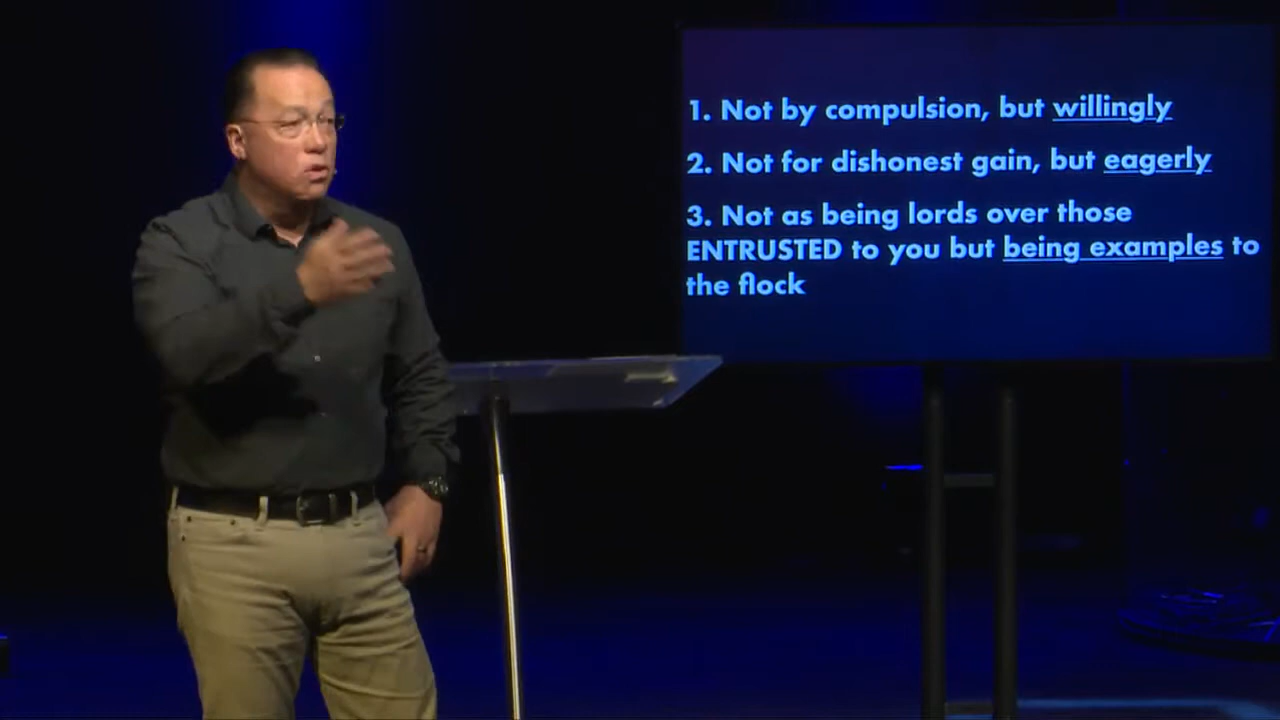 1. Not by compulsion, but willingly
2. Not for dishonest gain, but eagerly
3. Not as being lords over those
ENTRUSTED to you but being examples to
the flock